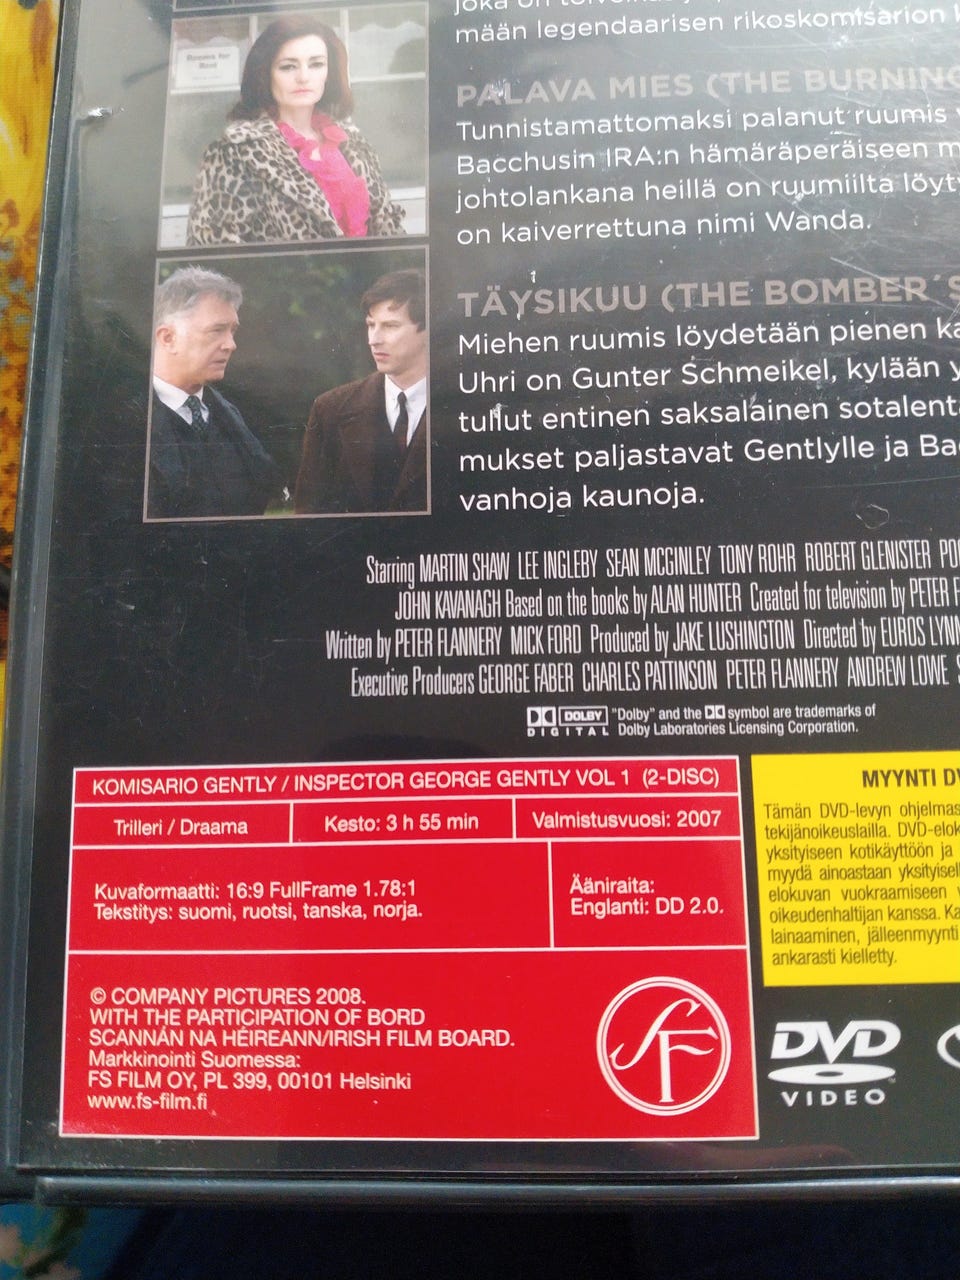 Rooms for
Rent
mään legendaarisen rikoskomisarion
PALAVA MIES (THE BURNING
Tunnistamattomaksi palanut ruumis
Bacchusin IRA:n hämäräperäiseen
johtolankana heillä on ruumiilta
on kaiverrettuna nimi Wanda.
TÄYSIKUU (THE BOMBER´S
Miehen ruumis löydetään pienen
Uhri on Gunter Schmeikel, kylään
tullut entinen saksalainen
mukset paljastavat Gentlylle ja
vanhoja kaunoja.
Starring MARTIN SHAW LEE INGLEBY SEAN MCGINLEY TONY ROHR ROBERT GLENISTER
JOHN KAVANAGH Based on the books by ALAN HUNTER Created for television by PETER
Written by PETER FLANNERY MICK FORD Produced by JAKE LUSHINGTON Directed by EUROS
Executive Producers GEORGE FABER CHARLES PATTINSON PETER FLANNERY ANDREW LOWE
DOLBY
DIGITAL
"Dolby" and the symbol are trademarks of
Dolby Laboratories Licensing Corporation.
KOMISARIO GENTLY / INSPECTOR GEORGE GENTLY VOL 1 (2-DISC)
Trilleri / Draama
Kesto: 3 h 55 min
Valmistusvuosi: 2007
Kuvaformaatti: 16:9 FullFrame 1.78:1
Tekstitys: suomi, ruotsi, tanska, norja.
Ääniraita:
Englanti: DD 2.0.
© COMPANY PICTURES 2008.
WITH THE PARTICIPATION OF BORD
SCANNÁN NA HÉIREANN/IRISH FILM BOARD.
Markkinointi Suomessa:
FS FILM OY, PL 399, 00101 Helsinki
www.fs-film.fi
SF
MYYNTI
Tämän DVD-levyn
tekijänoikeuslailla.
yksityiseen kotikäyttöön ja
myydä ainoastaan
elokuvan vuokraamiseen
oikeudenhaltijan kanssa.
lainaaminen, jälleenmyynti
ankarasti kielletty.
DVD
VIDEO